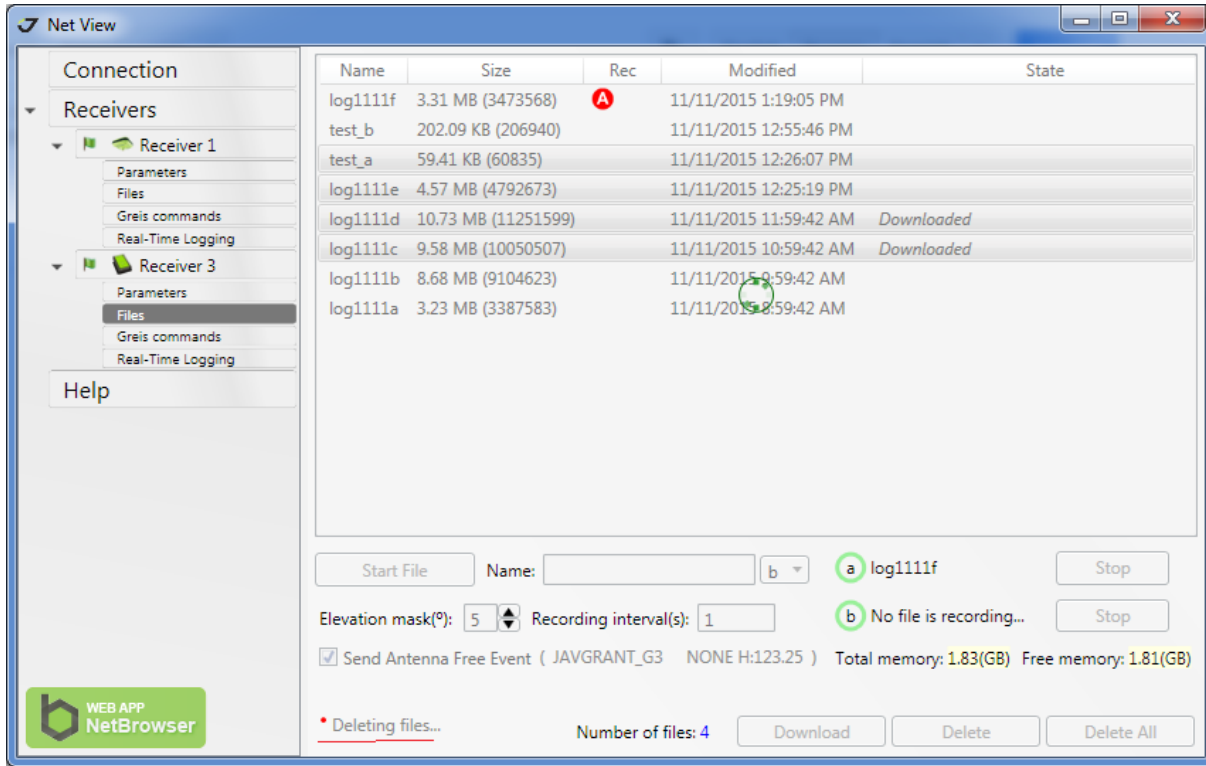 Net View
Connection
Receivers
Receiver 1
Parameters
Files
Greis commands
Real-Time Logging
Receiver 3
Parameters
Files
Greis commands
Real-Time Logging
Help
WEB APP
NetBrowser
Name Size Rec Modified State
log1111f 3.31 MB (3473568) A 11/11/2015 1:19:05 PM
test_b 202.09 KB (206940) 11/11/2015 12:55:46 PM
test_a 59.41 KB (60835) 11/11/2015 12:26:07 PM
log1111e 4.57 MB (4792673) 11/11/2015 12:25:19 PM
log1111d 10.73 MB (11251599) 11/11/2015 11:59:42 AM Downloaded
log1111c 9.58 MB (10050507) 11/11/2015 10:59:42 AM Downloaded
log1111b 8.68 MB (9104623) 11/11/2015 9:59:42 AM
log1111a 3.23 MB (3387583) 11/11/2015 8:59:42 AM
Start File Name: b a log1111f Stop
Elevation mask(º): 5 Recording interval(s): 1 b No file is recording... Stop
Send Antenna Free Event ( JAVGRANT_G3 NONE H:123.25 ) Total memory: 1.83(GB) Free memory: 1.81(GB)
Deleting files... Number of files: 4 Download Delete Delete All